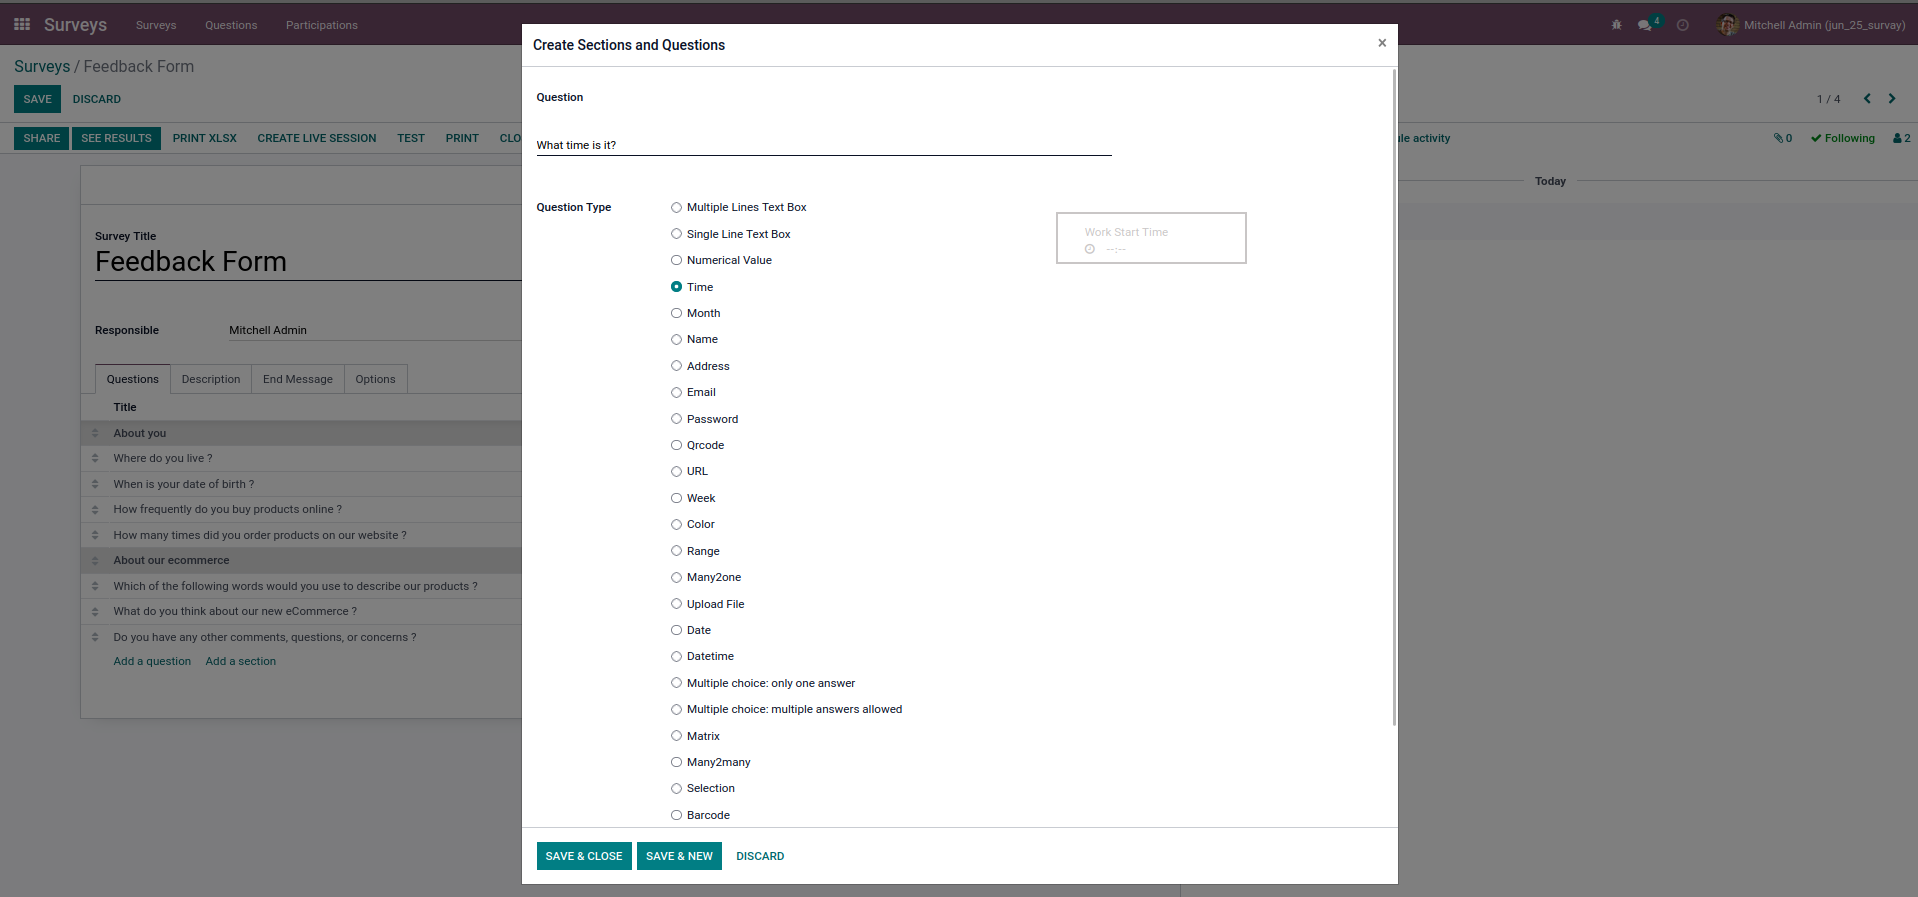 Surveys
Surveys
Questions
Participations
4
Mitchell Admin (jun_25_survay)
Surveys / Feedback Form
SAVE
DISCARD
1 / 4
SHARE
SEE RESULTS
PRINT XLSX
CREATE LIVE SESSION
TEST
PRINT
CLO
ule activity
0
Following
2
Today
Survey Title
Feedback Form
Responsible
Mitchell Admin
Questions
Description
End Message
Options
Title
About you
Where do you live ?
When is your date of birth ?
How frequently do you buy products online ?
How many times did you order products on our website ?
About our ecommerce
Which of the following words would you use to describe our products ?
What do you think about our new eCommerce ?
Do you have any other comments, questions, or concerns ?
Add a question
Add a section
Create Sections and Questions
×
Question
What time is it?
Question Type
Multiple Lines Text Box
Single Line Text Box
Numerical Value
Time
Month
Name
Address
Email
Password
Qrcode
URL
Week
Color
Range
Many2one
Upload File
Date
Datetime
Multiple choice: only one answer
Multiple choice: multiple answers allowed
Matrix
Many2many
Selection
Barcode
Work Start Time
--:--
SAVE & CLOSE
SAVE & NEW
DISCARD